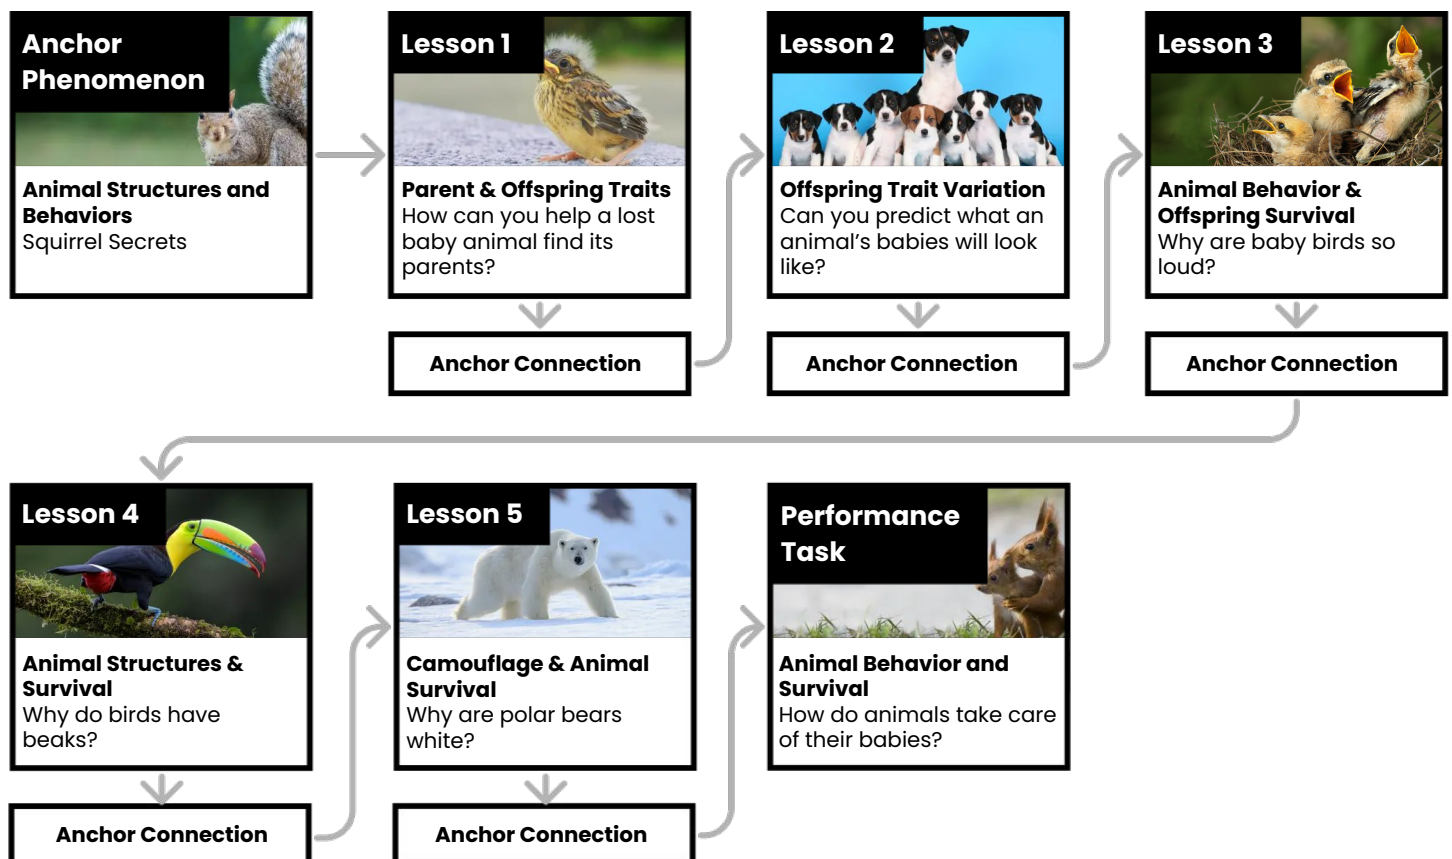 Anchor
Phenomenon
Animal Structures and
Behaviors
Squirrel Secrets
Lesson 1
Parent & Offspring Traits
How can you help a lost
baby animal find its
parents?
Anchor Connection
Lesson 2
Offspring Trait Variation
Can you predict what an
animal’s babies will look
like?
Anchor Connection
Lesson 3
Animal Behavior &
Offspring Survival
Why are baby birds so
loud?
Anchor Connection
Lesson 4
Animal Structures &
Survival
Why do birds have
beaks?
Anchor Connection
Lesson 5
Camouflage & Animal
Survival
Why are polar bears
white?
Anchor Connection
Performance
Task
Animal Behavior and
Survival
How do animals take care
of their babies?